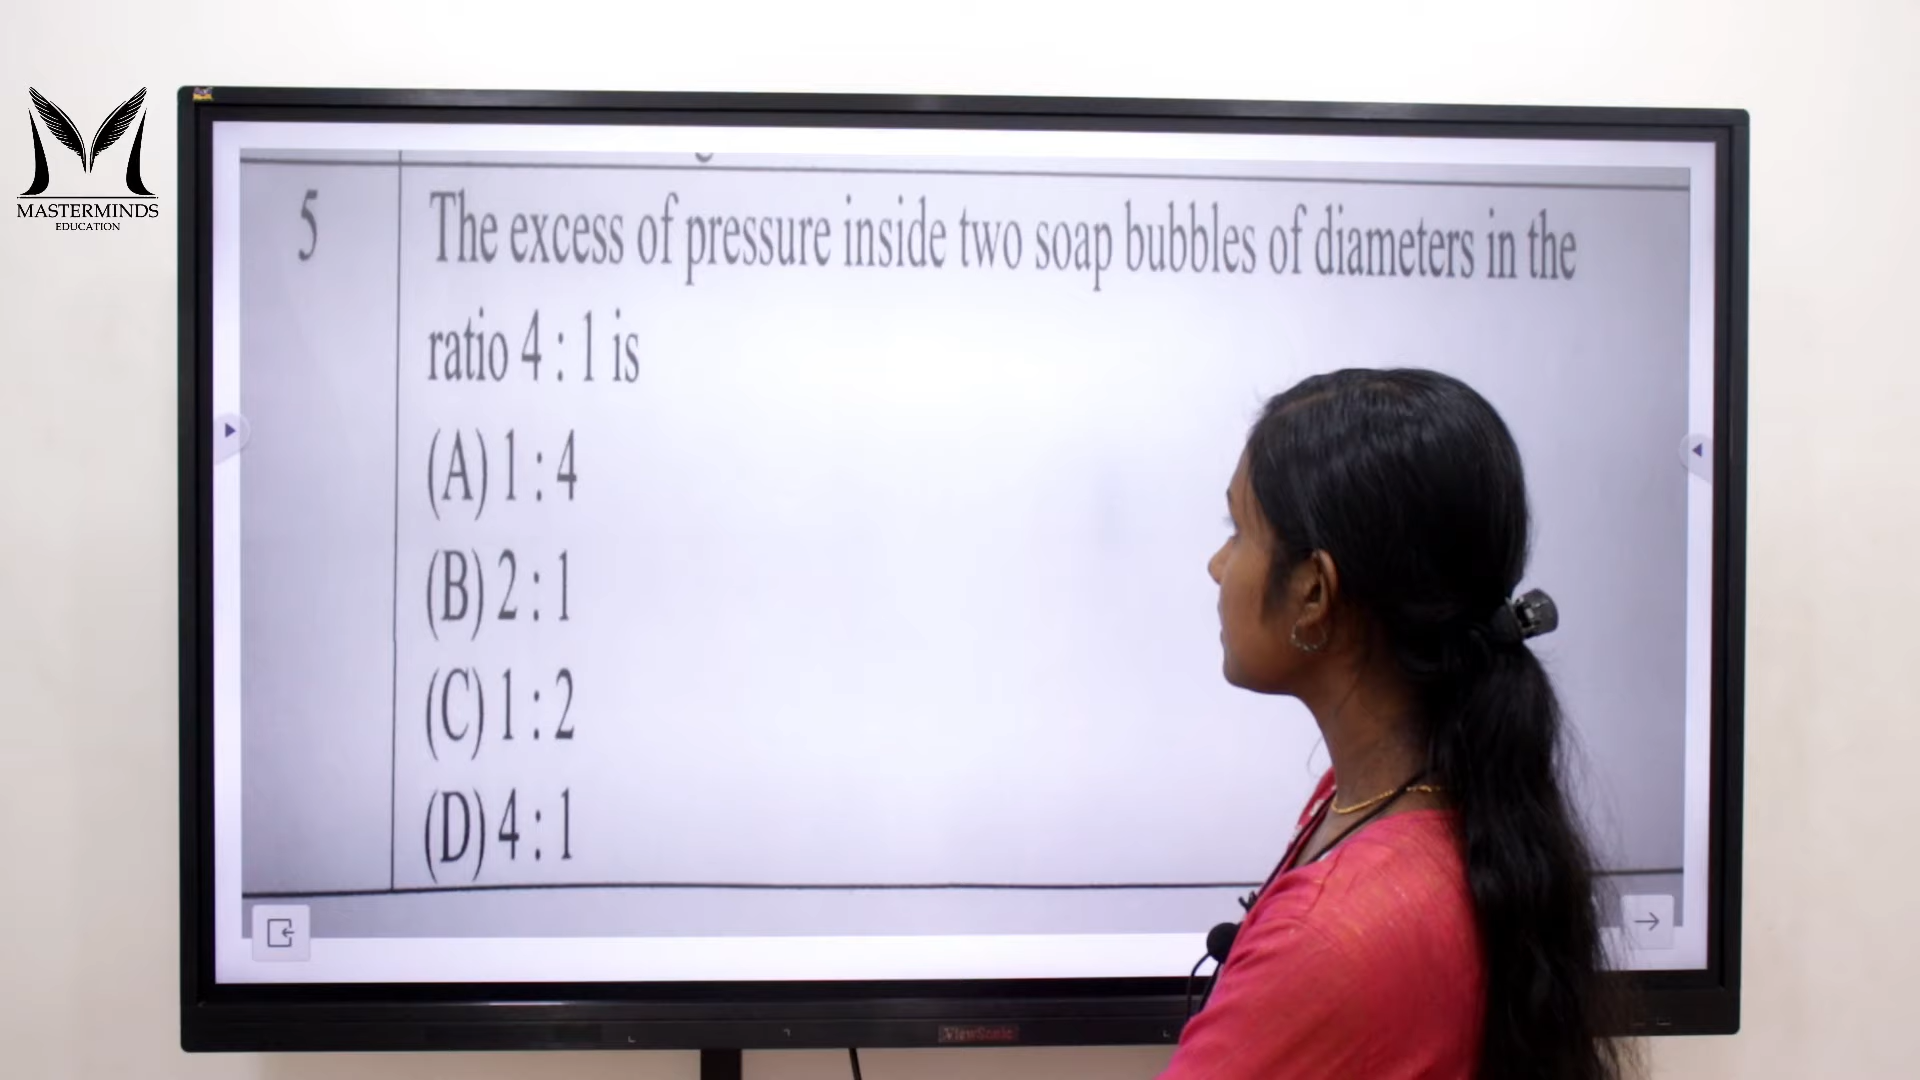 MASTERMINDS
EDUCATION
5 The excess of pressure inside two soap bubbles of diameters in the
ratio 4 : 1 is
(A) 1 : 4
(B) 2 : 1
(C) 1 : 2
(D) 4 : 1
ViewSonic